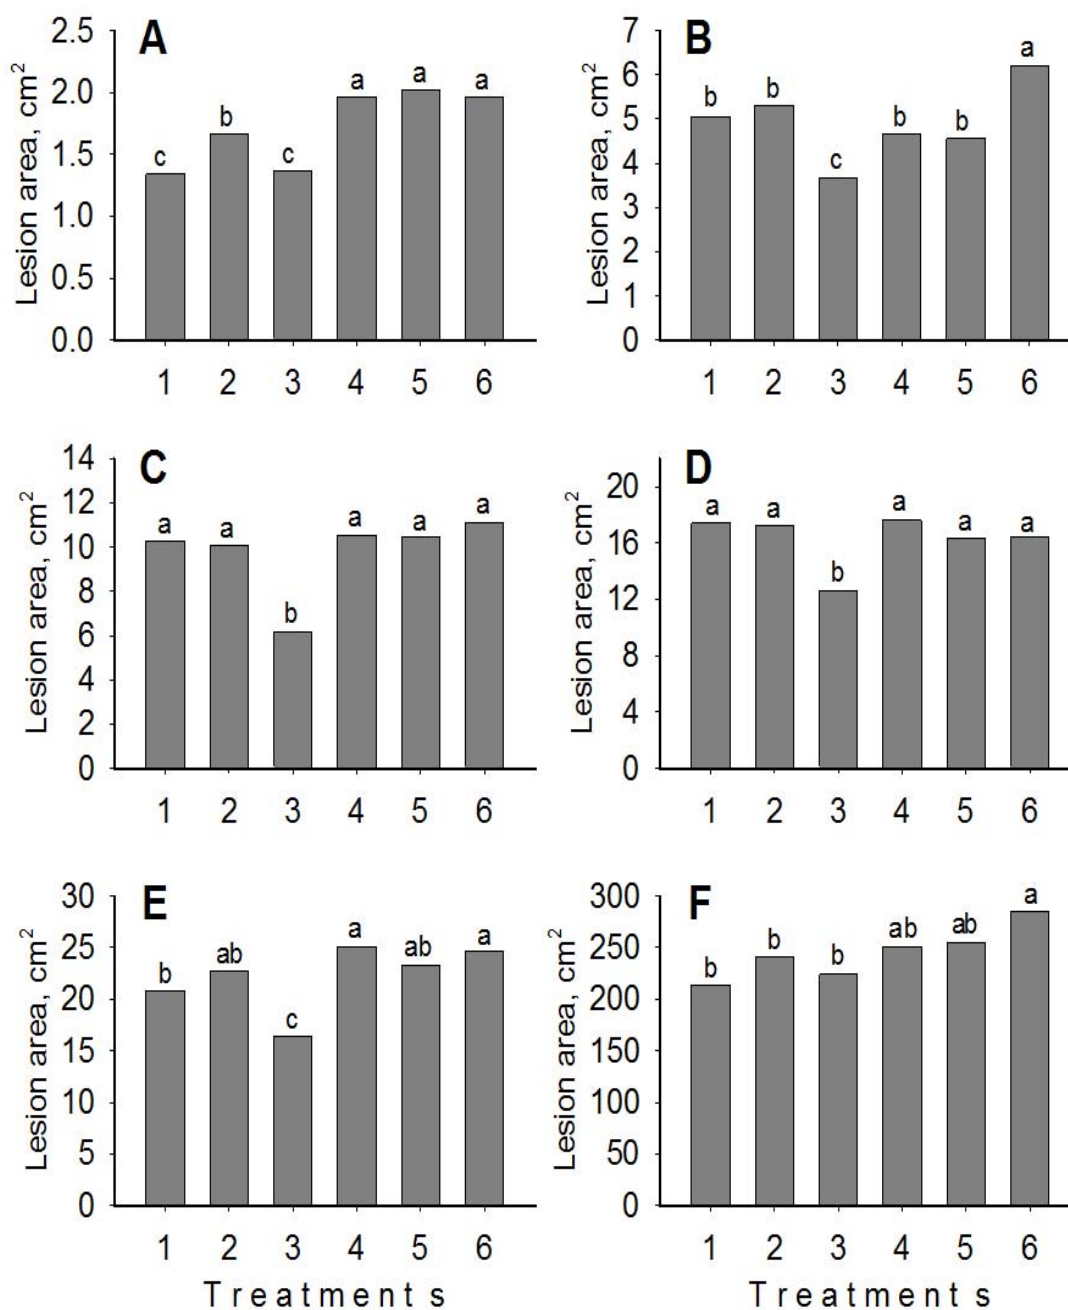 A
Lesion area, cm²
2.5
2.0
1.5
1.0
0.5
0.0
c
b
c
a
a
a
1 2 3 4 5 6
B
Lesion area, cm²
7
6
5
4
3
2
1
0
b
b
c
b
b
a
1 2 3 4 5 6
C
Lesion area, cm²
14
12
10
8
6
4
2
0
a
a
b
a
a
a
1 2 3 4 5 6
D
Lesion area, cm²
20
16
12
8
4
0
a
a
b
a
a
a
1 2 3 4 5 6
E
Lesion area, cm²
30
25
20
15
10
5
0
b
ab
c
a
ab
a
1 2 3 4 5 6
Treatments
F
Lesion area, cm²
300
250
200
150
100
50
0
b
b
b
ab
ab
a
1 2 3 4 5 6
Treatments